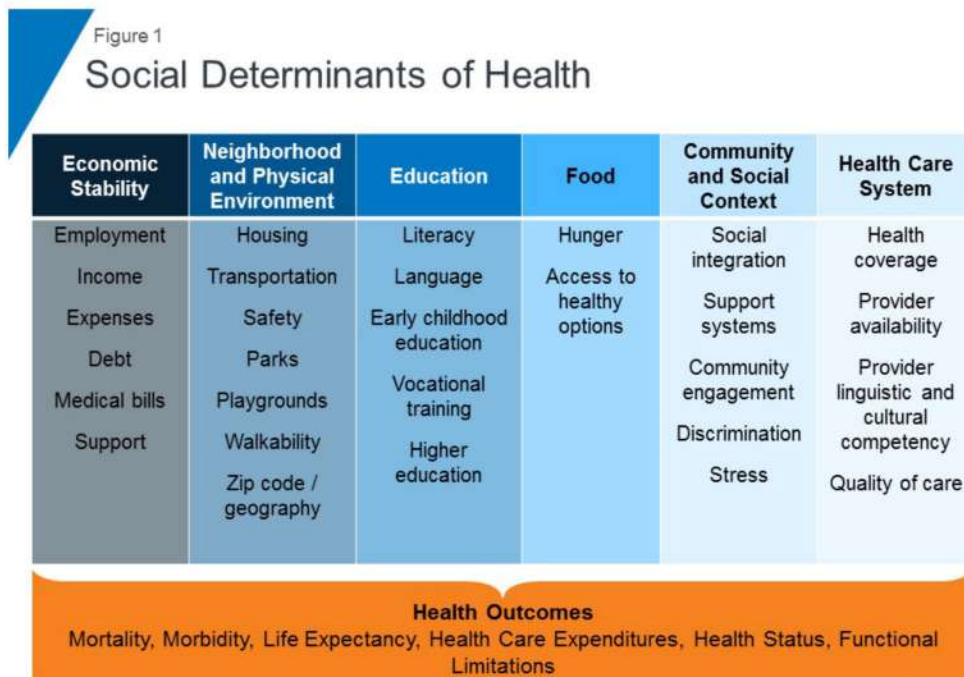 Figure 1
Social Determinants of Health
Economic
Stability
Neighborhood
and Physical
Environment
Education
Food
Community
and Social
Context
Health Care
System
Employment
Income
Expenses
Debt
Medical bills
Support
Housing
Transportation
Safety
Parks
Playgrounds
Walkability
Zip code /
geography
Literacy
Language
Early childhood
education
Vocational
training
Higher
education
Hunger
Access to
healthy
options
Social
integration
Support
systems
Community
engagement
Discrimination
Stress
Health
coverage
Provider
availability
Provider
linguistic and
cultural
competency
Quality of care
Health Outcomes
Mortality, Morbidity, Life Expectancy, Health Care Expenditures, Health Status, Functional
Limitations